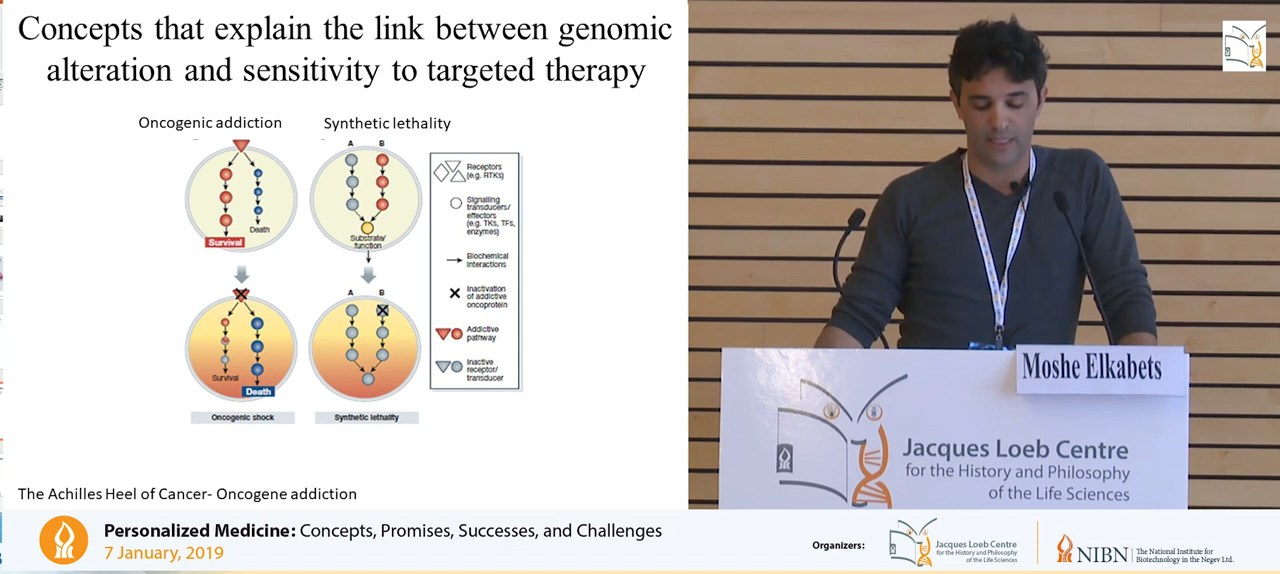 Concepts that explain the link between genomic
alteration and sensitivity to targeted therapy
Oncogenic addiction
Synthetic lethality
A B
Death
Survival
Substrate/
function
A B
Survival
Death
Oncogenic shock
Synthetic lethality
Receptors
(e.g. RTKs)
Signalling
transducers/
effectors
(e.g. TKs, TFs,
enzymes)
Biochemical
interactions
Inactivation
of addictive
oncoprotein
Addictive
pathway
Inactive
receptor/
transducer
The Achilles Heel of Cancer- Oncogene addiction
Moshe Elkabets
Jacques Loeb Centre
for the History and Philosophy
of the Life Sciences
Personalized Medicine: Concepts, Promises, Successes, and Challenges
7 January, 2019
Organizers:
Jacques Loeb Centre
for the History and Philosophy
of the Life Sciences
NIBN
The National Institute for
Biotechnology in the Negev Ltd.